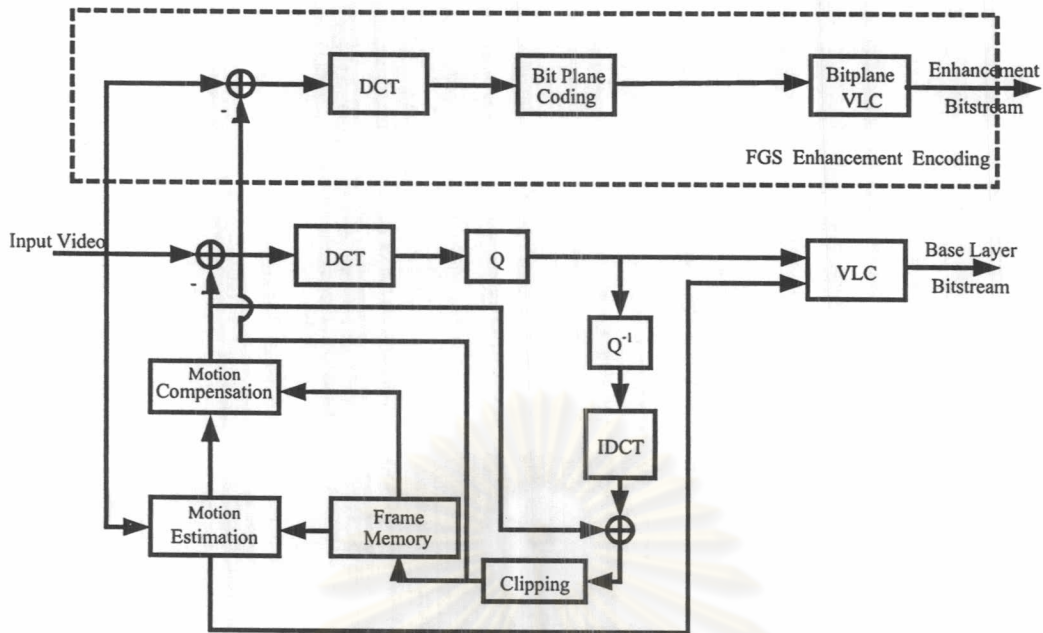 DCT
Bit Plane
Coding
Bitplane
VLC
Enhancement
Bitstream
FGS Enhancement Encoding
Input Video
-
-
DCT
Q
VLC
Base Layer
Bitstream
Q-1
Motion
Compensation
IDCT
Motion
Estimation
Frame
Memory
Clipping